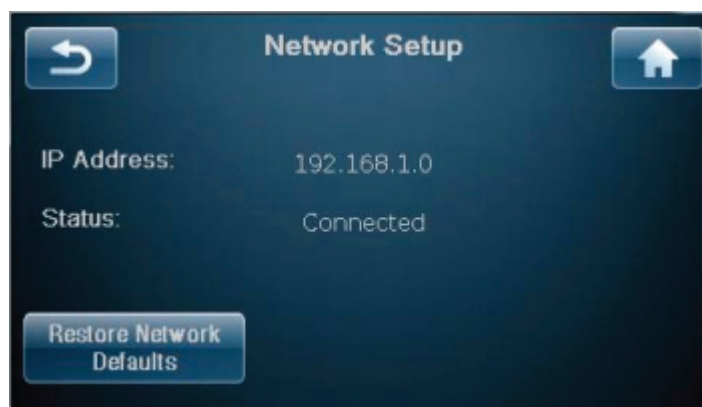 Network Setup
IP Address: 192.168.1.0
Status: Connected
Restore Network
Defaults